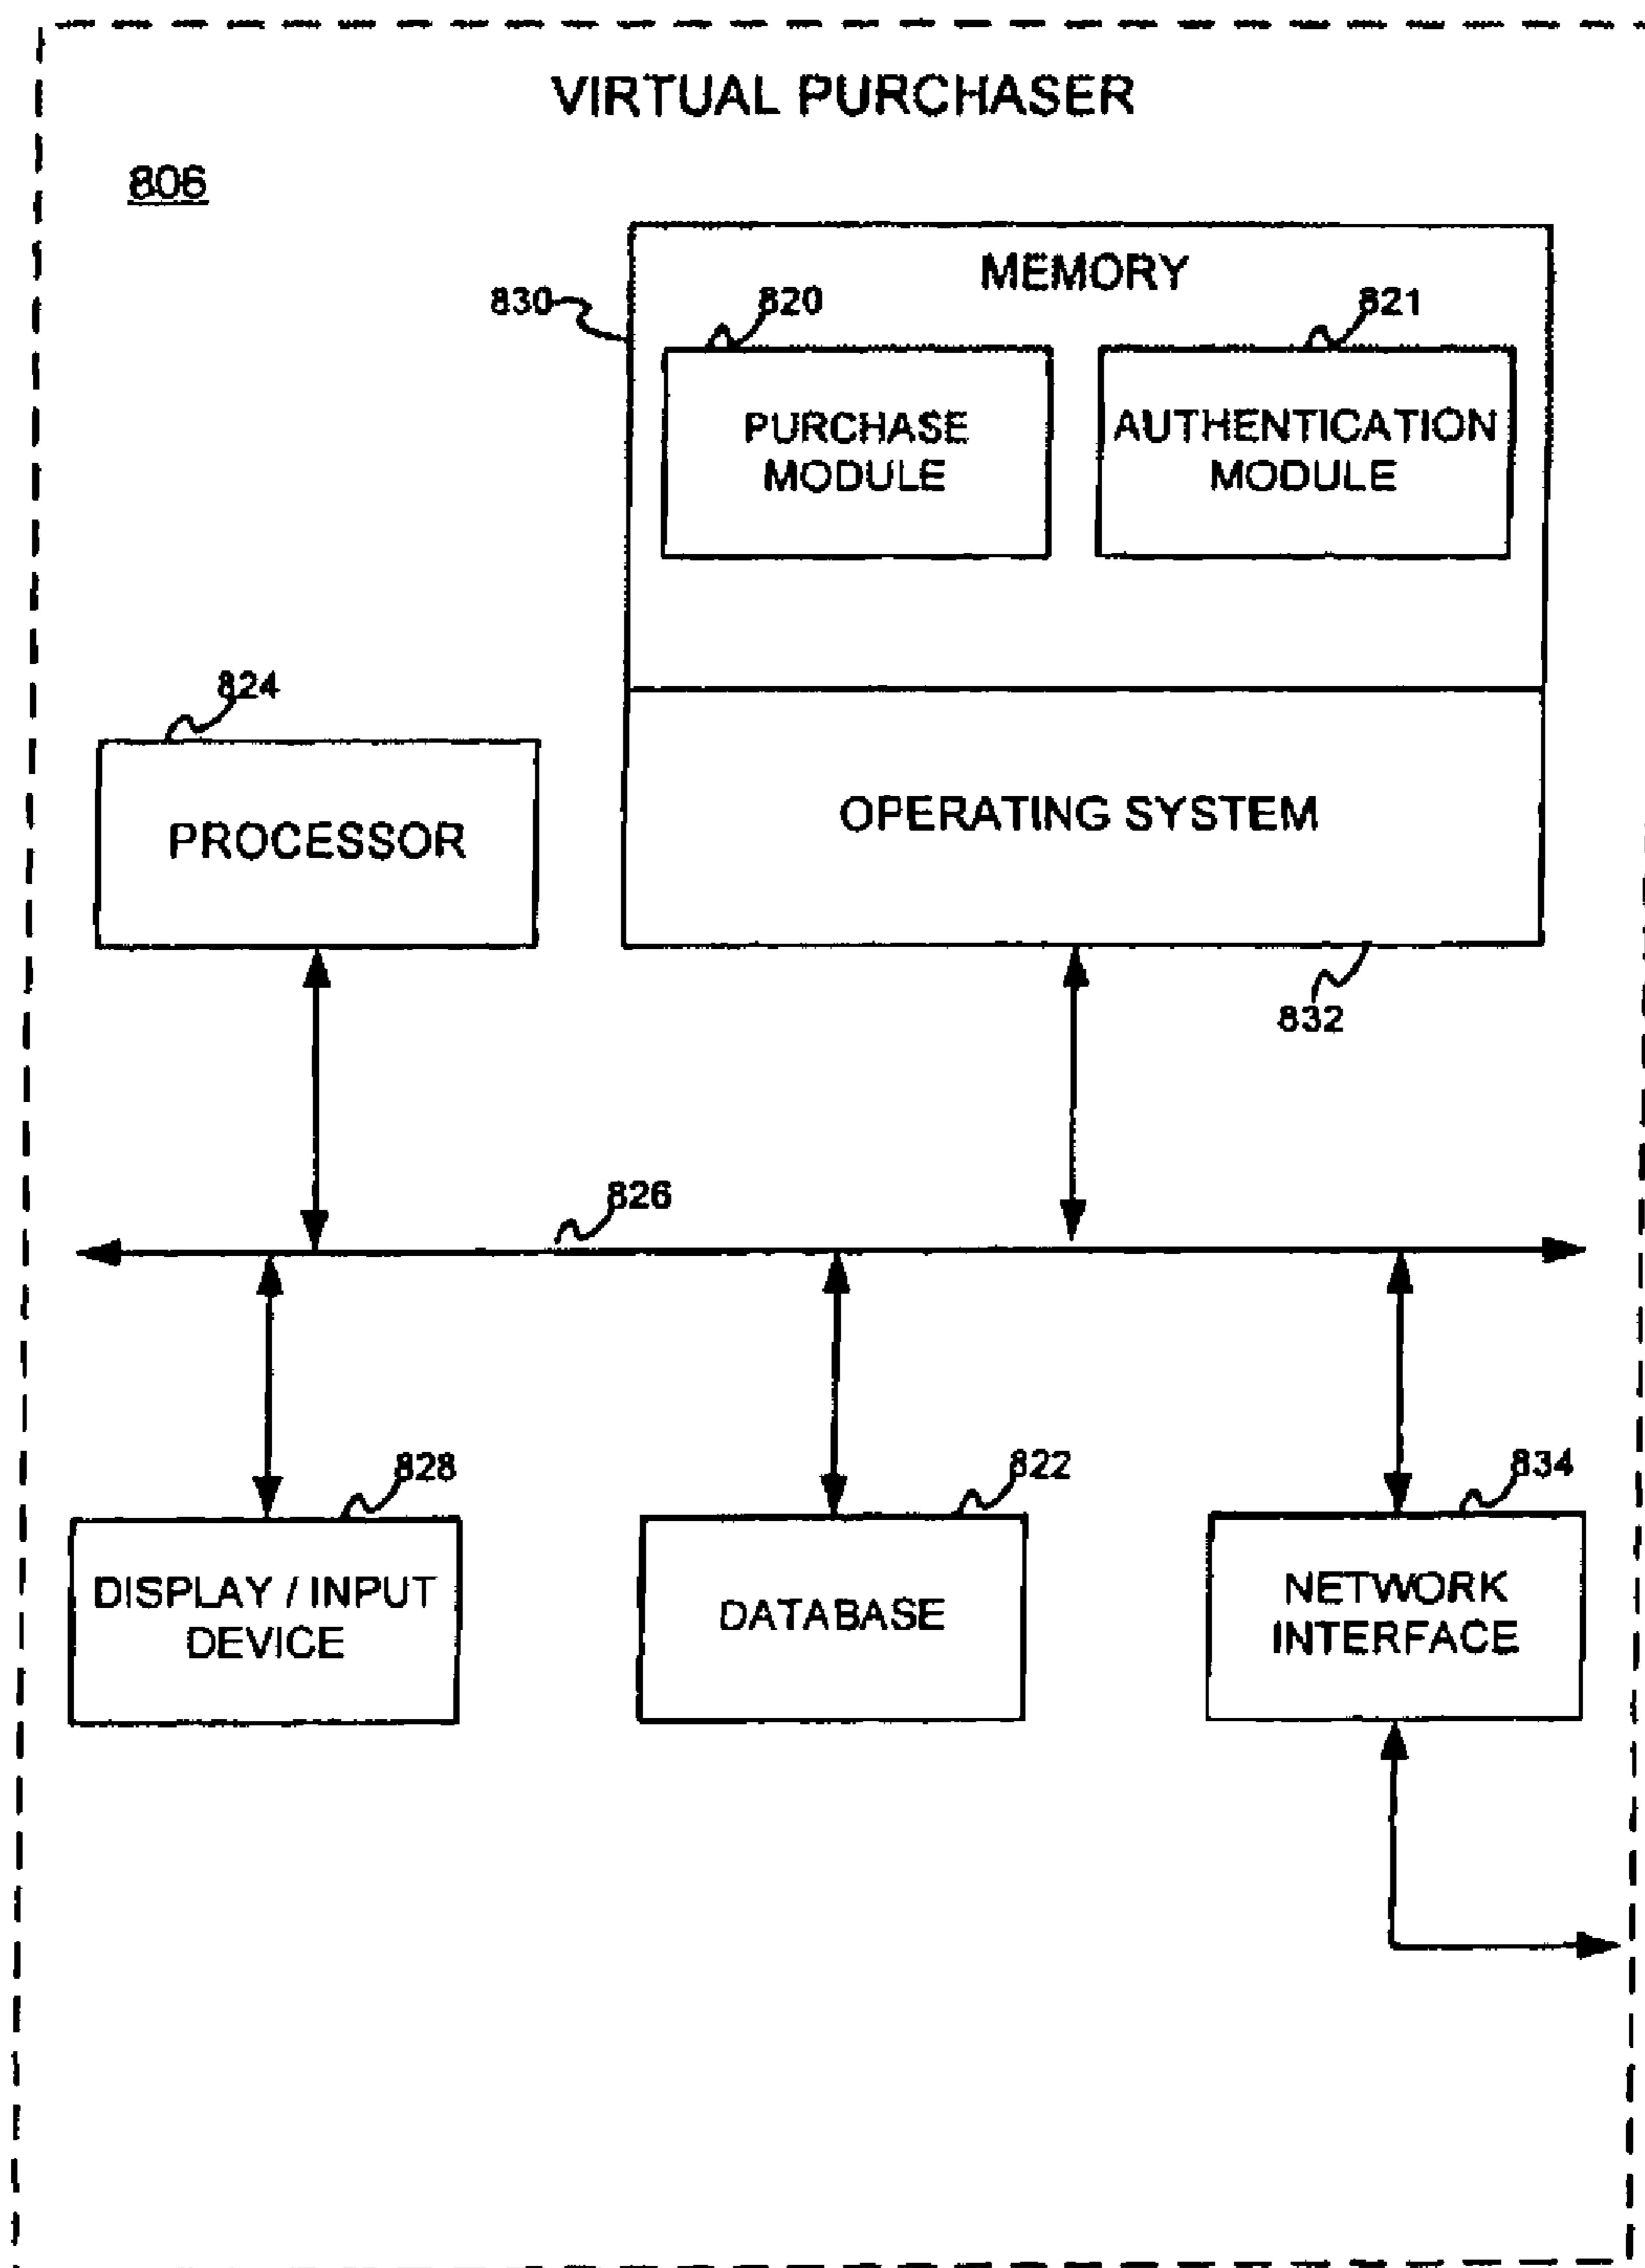 VIRTUAL PURCHASER
806
MEMORY
830
820
821
PURCHASE
MODULE
AUTHENTICATION
MODULE
824
PROCESSOR
OPERATING SYSTEM
832
826
828
822
834
DISPLAY / INPUT
DEVICE
DATABASE
NETWORK
INTERFACE